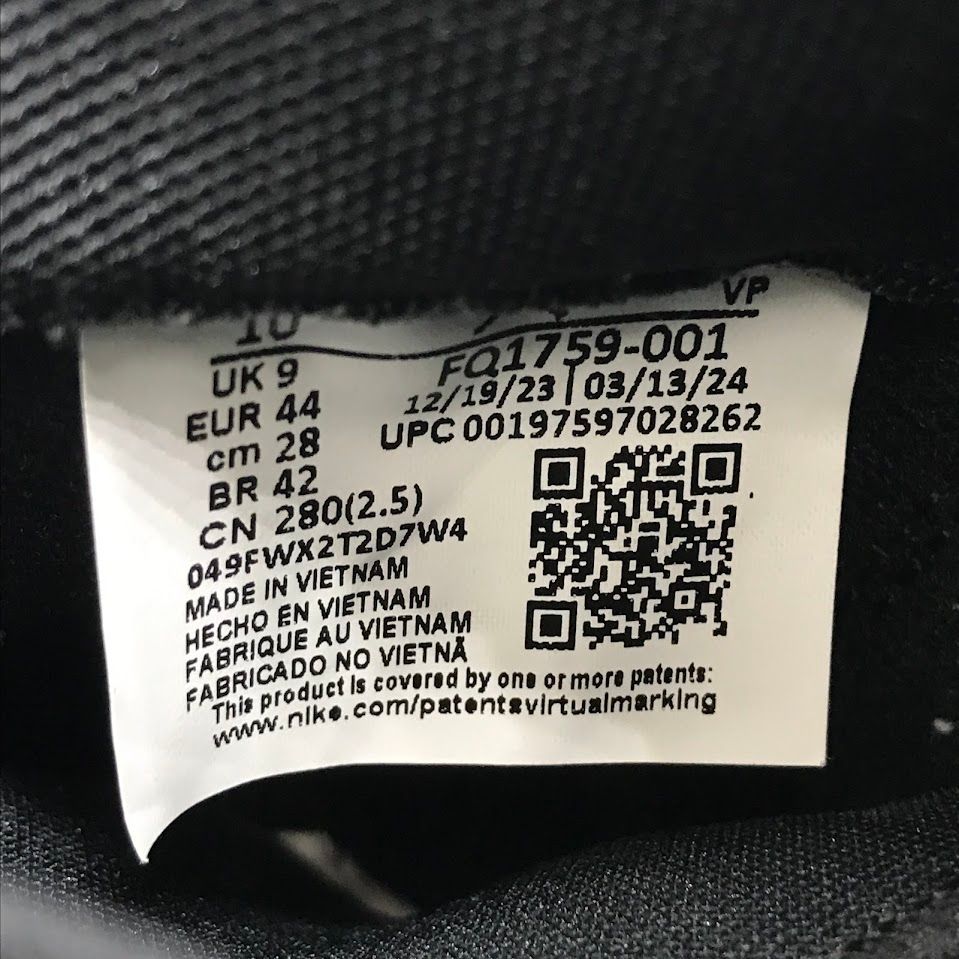 VP
10
UK 9
EUR 44
cm 28
BR 42
CN 280(2.5)
FQ1759-001
12/19/23 | 03/13/24
UPC 00197597028262
049FWX2T2D7W4
MADE IN VIETNAM
HECHO EN VIETNAM
FABRIQUE AU VIETNAM
FABRICADO NO VIETNÃ
This product is covered by one or more patents:
www.nike.com/patentsvirtualmarking